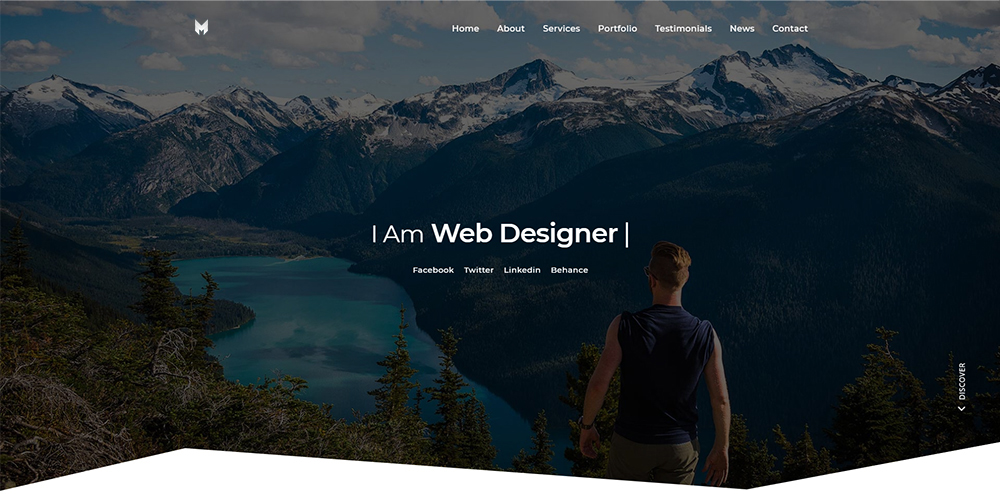 Home About Services Portfolio Testimonials News Contact
I Am Web Designer |
Facebook Twitter Linkedin Behance
DISCOVER